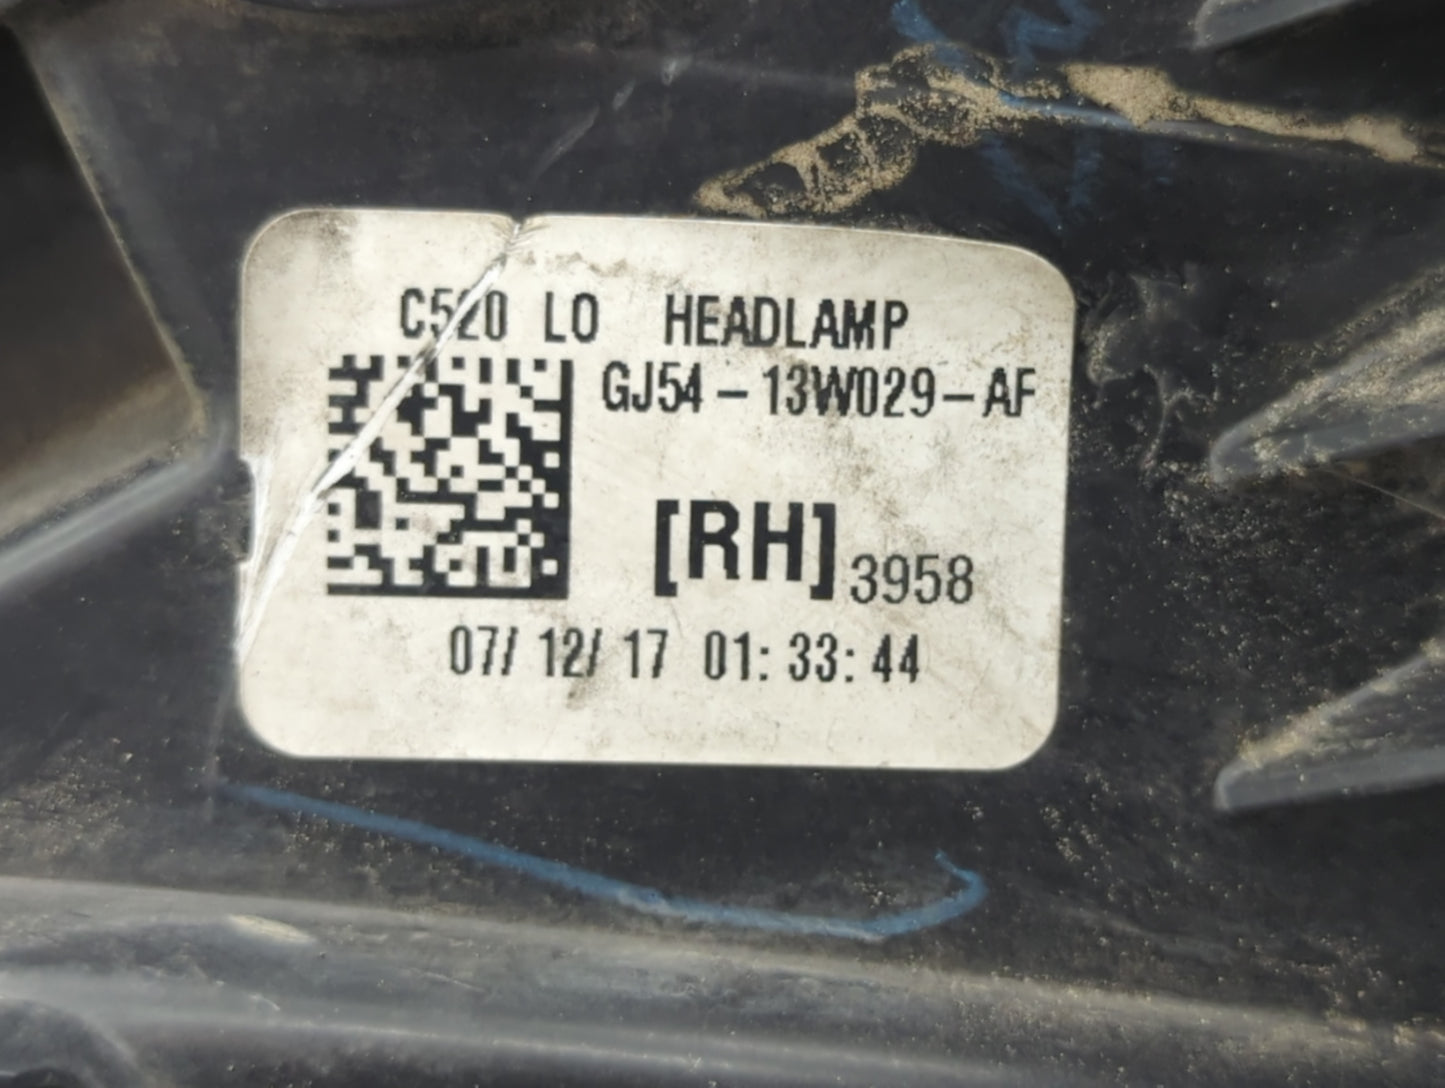 C520 LO HEADLAMP
GJ54-13W029-AF
[RH] 3958
07/12/17 01:33:44